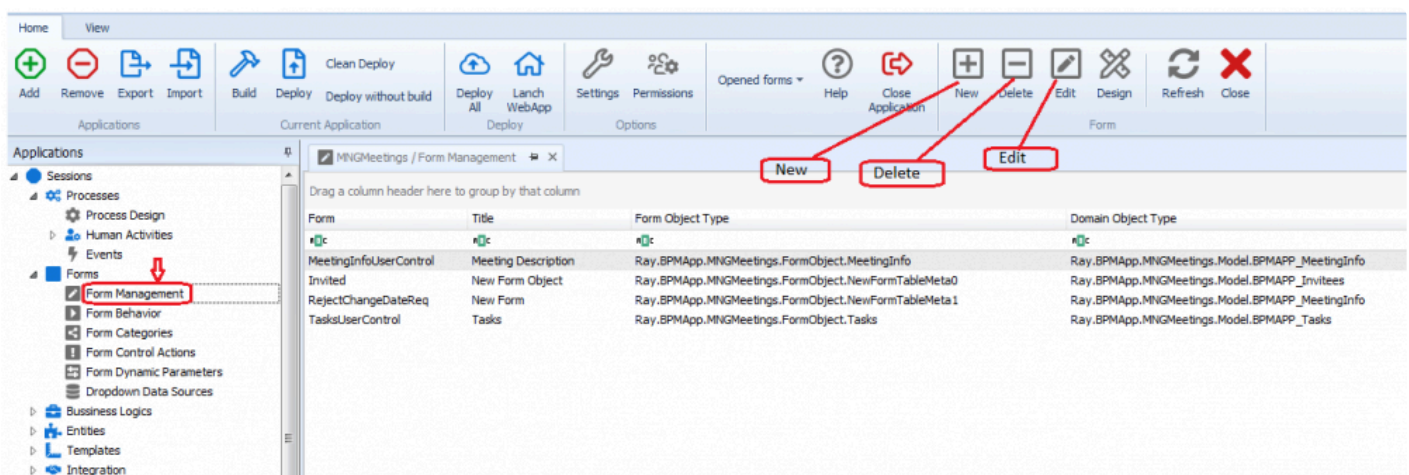 Home View
Add Remove Export Import Build Deploy Clean Deploy Deploy without build Deploy All Lanch WebApp Settings Permissions Opened forms Help Close Application New Delete Edit Design Refresh Close
Applications Current Application Deploy Options Form
Applications
MNGMeetings / Form Management
New Delete Edit
Sessions
Processes
Process Design
Human Activities
Events
Forms
Form Management
Form Behavior
Form Categories
Form Control Actions
Form Dynamic Parameters
Dropdown Data Sources
Bussiness Logics
Entities
Templates
Integration
Drag a column header here to group by that column
Form Title Form Object Type Domain Object Type
MeetingInfoUserControl Meeting Description Ray.BPMApp.MNGMeetings.FormObject.MeetingInfo Ray.BPMApp.MNGMeetings.Model.BPMAPP_MeetingInfo
Invited New Form Object Ray.BPMApp.MNGMeetings.FormObject.NewFormTableMeta0 Ray.BPMApp.MNGMeetings.Model.BPMAPP_Invitees
RejectChangeDateReq New Form Ray.BPMApp.MNGMeetings.FormObject.NewFormTableMeta1 Ray.BPMApp.MNGMeetings.Model.BPMAPP_MeetingInfo
TasksUserControl Tasks Ray.BPMApp.MNGMeetings.FormObject.Tasks Ray.BPMApp.MNGMeetings.Model.BPMAPP_Tasks